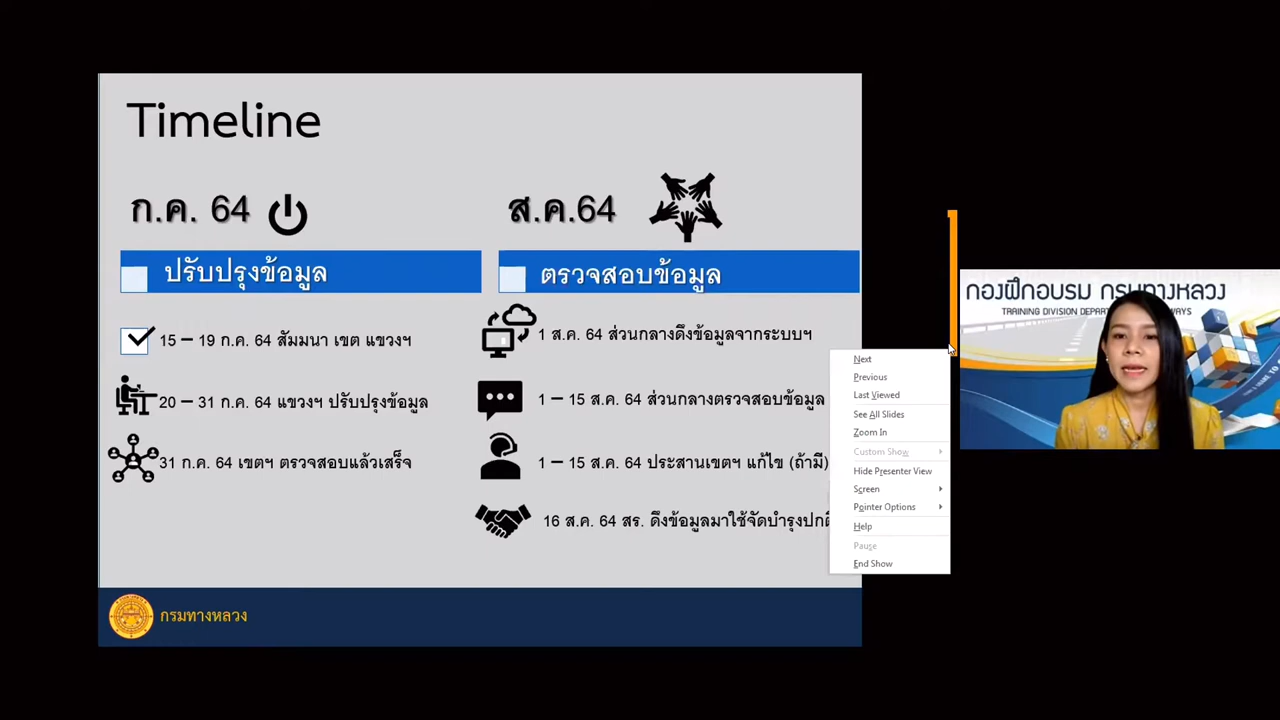 Timeline
ก.ค. 64
ปรับปรุงข้อมูล
15 – 19 ก.ค. 64 สัมมนา เขต แขวงฯ
20 – 31 ก.ค. 64 แขวงฯ ปรับปรุงข้อมูล
31 ก.ค. 64 เขตฯ ตรวจสอบแล้วเสร็จ
ส.ค.64
ตรวจสอบข้อมูล
1 ส.ค. 64 ส่วนกลางดึงข้อมูลจากระบบฯ
1 – 15 ส.ค. 64 ส่วนกลางตรวจสอบข้อมูล
1 – 15 ส.ค. 64 ประสานเขตฯ แก้ไข (ถ้ามี)
16 ส.ค. 64 สร. ดึงข้อมูลมาใช้จัดบำรุงปกติ
กรมทางหลวง
Next
Previous
Last Viewed
See All Slides
Zoom In
Custom Show
Hide Presenter View
Screen
Pointer Options
Help
Pause
End Show
กองฝึกอบรม กรมทางหลวง
TRAINING DIVISION